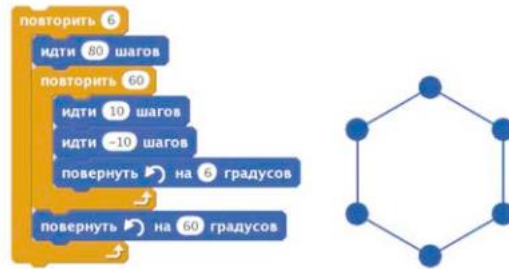 повторить 6
идти 80 шагов
повторить 60
идти 10 шагов
идти -10 шагов
повернуть на 6 градусов
повернуть на 60 градусов